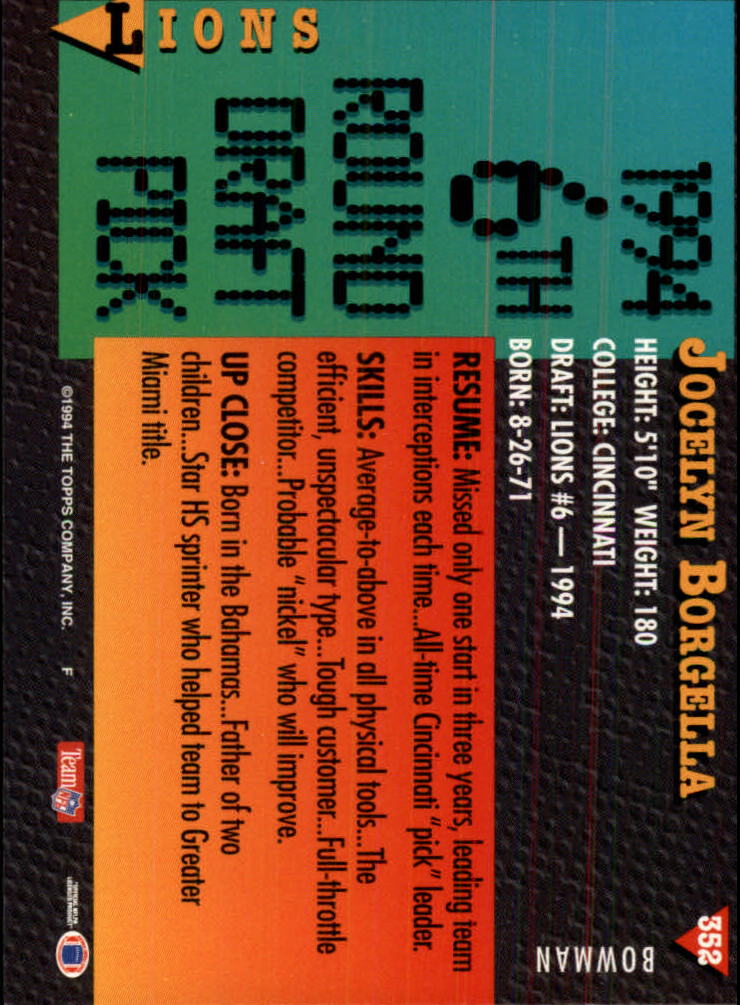 JOCELYN BORGELLA
352
BOWMAN
HEIGHT: 5'10" WEIGHT: 180
COLLEGE: CINCINNATI
DRAFT: LIONS #6 — 1994
BORN: 8-26-71
LIONS
1994
6TH
ROUND
DRAFT
PICK
RESUME: Missed only one start in three years, leading team
in interceptions each time...All-time Cincinnati "pick" leader.
SKILLS: Average-to-above in all physical tools...The
efficient, unspectacular type...Tough customer...Full-throttle
competitor...Probable "nickel" who will improve.
UP CLOSE: Born in the Bahamas...Father of two
children...Star HS sprinter who helped team to Greater
Miami title.
©1994 THE TOPPS COMPANY, INC. F
Team NFL